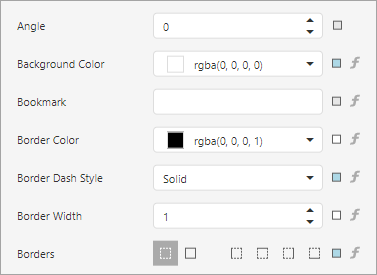 Angle 0
Background Color rgba(0, 0, 0, 0)
Bookmark
Border Color rgba(0, 0, 0, 1)
Border Dash Style Solid
Border Width 1
Borders